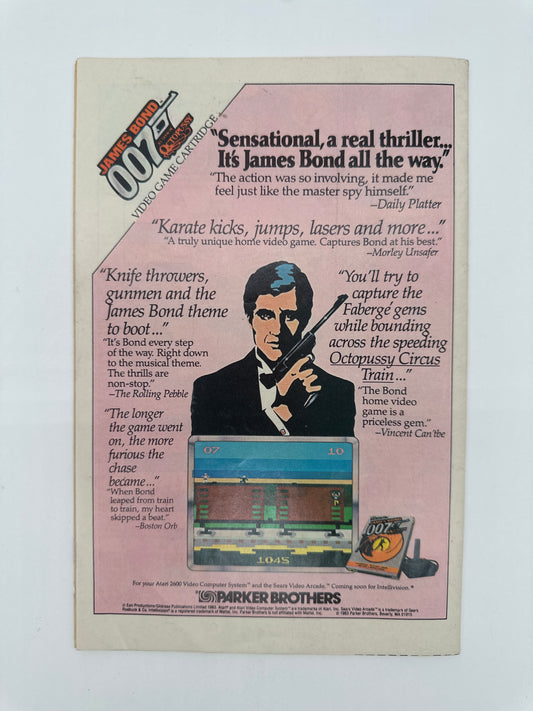 JAMES BOND
007™
OCTOPUSSY
VIDEO GAME CARTRIDGE
"Sensational, a real thriller...
It's James Bond all the way."
"The action was so involving, it made me
feel just like the master spy himself."
—Daily Platter
"Karate kicks, jumps, lasers and more..."
"A truly unique home video game. Captures Bond at his best."
—Morley Unsafer
"Knife throwers,
gunmen and the
James Bond theme
to boot..."
"It's Bond every step
of the way. Right down
to the musical theme.
The thrills are
non-stop."
—The Rolling Pebble
"The longer
the game went
on, the more
furious the
chase
became..."
"When Bond
leaped from train
to train, my heart
skipped a beat."
—Boston Orb
"You'll try to
capture the
Fabergé gems
while bounding
across the speeding
Octopussy Circus
Train..."
"The Bond
home video
game is a
priceless gem."
—Vincent Can'tbe
07 10
1045
007
For your Atari 2600 Video Computer System™ and the Sears Video Arcade.™ Coming soon for Intellivision.®
PARKER BROTHERS